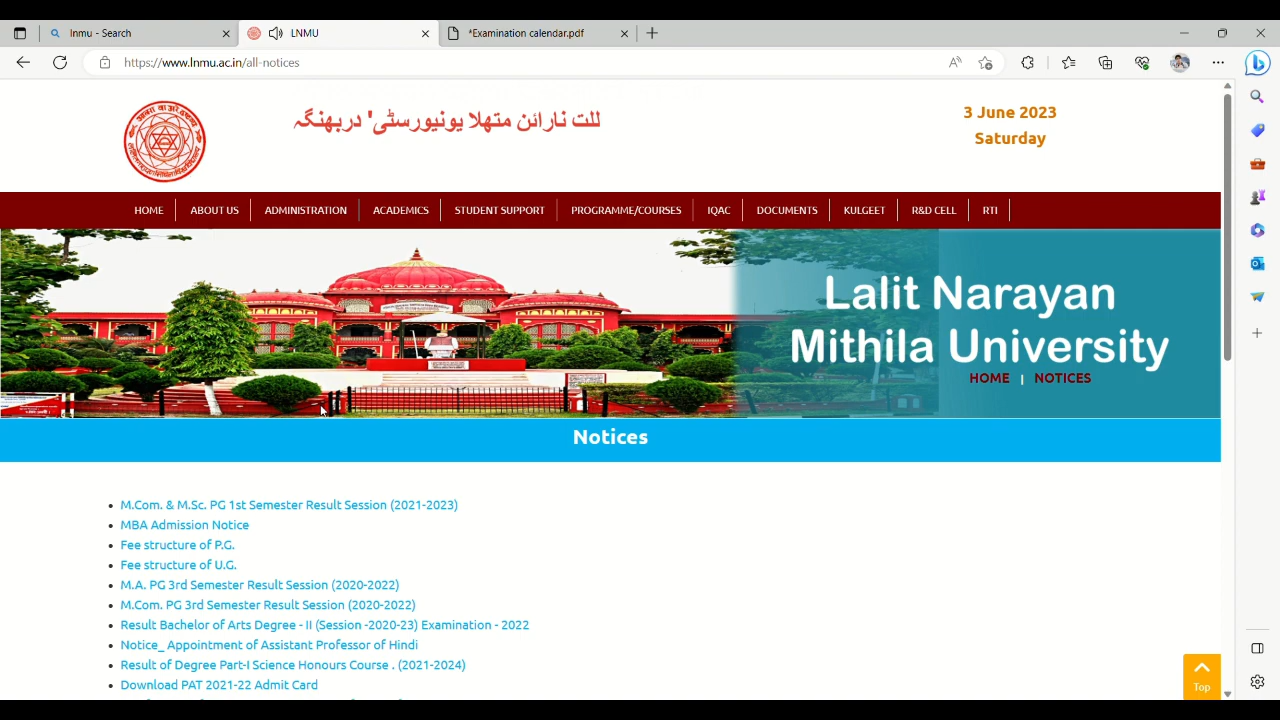 lnmu - Search
LNMU
*Examination calendar.pdf
https://www.lnmu.ac.in/all-notices
للت نارائن متھلا یونیورسٹی' دربھنگہ
3 June 2023
Saturday
HOME
ABOUT US
ADMINISTRATION
ACADEMICS
STUDENT SUPPORT
PROGRAMME/COURSES
IQAC
DOCUMENTS
KULGEET
R&D CELL
RTI
Lalit Narayan
Mithila University
HOME | NOTICES
Notices
M.Com. & M.Sc. PG 1st Semester Result Session (2021-2023)
MBA Admission Notice
Fee structure of P.G.
Fee structure of U.G.
M.A. PG 3rd Semester Result Session (2020-2022)
M.Com. PG 3rd Semester Result Session (2020-2022)
Result Bachelor of Arts Degree - II (Session -2020-23) Examination - 2022
Notice_ Appointment of Assistant Professor of Hindi
Result of Degree Part-I Science Honours Course . (2021-2024)
Download PAT 2021-22 Admit Card
Top